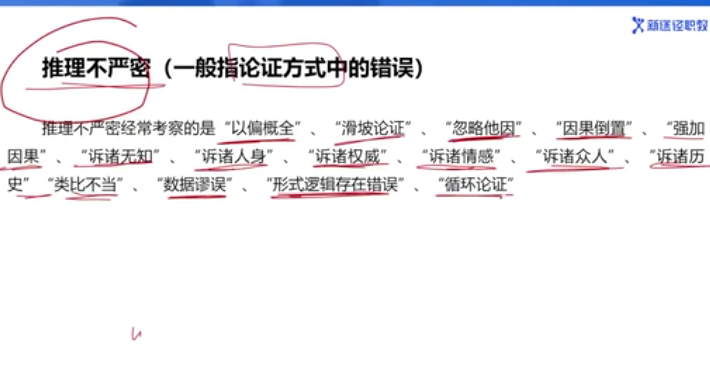 新途径职教
推理不严密（一般指论证方式中的错误）
推理不严密经常考察的是“以偏概全”、“滑坡论证”、“忽略他因”、“因果倒置”、“强加
因果”、“诉诸无知”、“诉诸人身”、“诉诸权威”、“诉诸情感”、“诉诸众人”、“诉诸历
史”“类比不当”、“数据谬误”、“形式逻辑存在错误”、“循环论证”